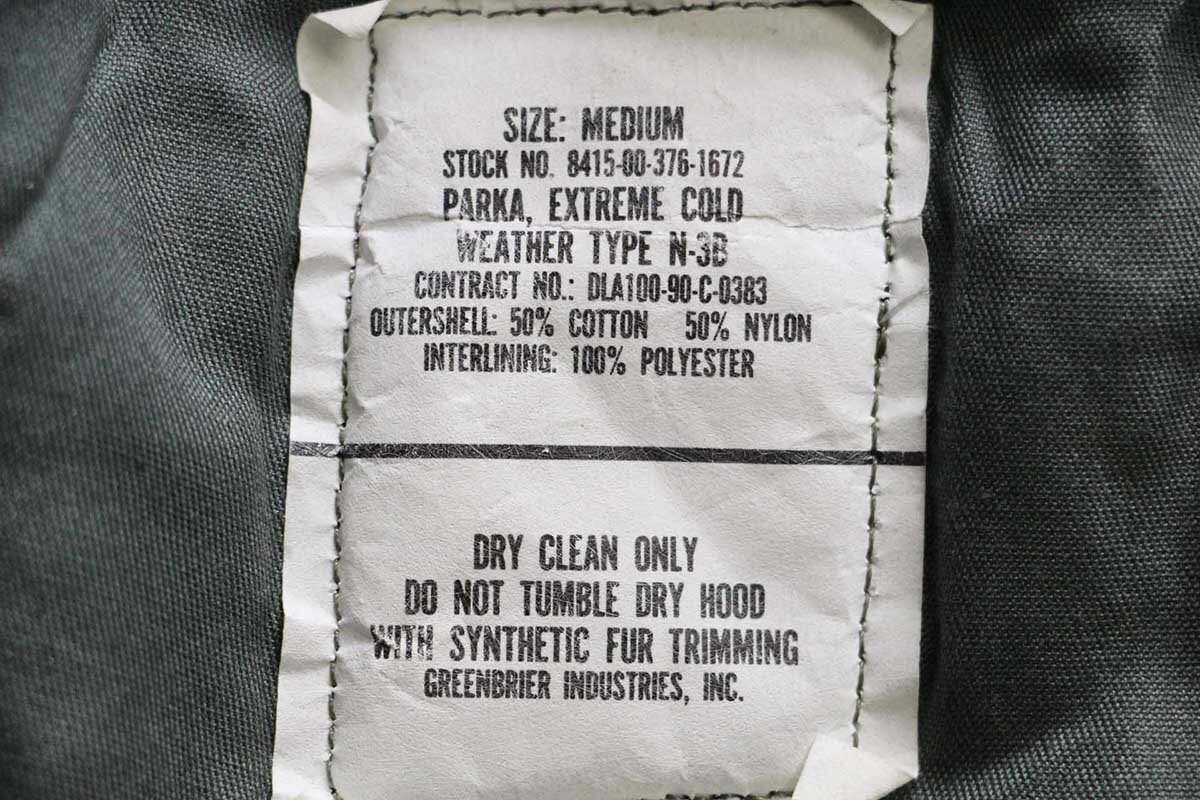 SIZE: MEDIUM
STOCK NO. 8415-00-376-1672
PARKA, EXTREME COLD
WEATHER TYPE N-3B
CONTRACT NO.: DLA100-90-C-0383
OUTERSHELL: 50% COTTON 50% NYLON
INTERLINING: 100% POLYESTER
DRY CLEAN ONLY
DO NOT TUMBLE DRY HOOD
WITH SYNTHETIC FUR TRIMMING
GREENBRIER INDUSTRIES, INC.